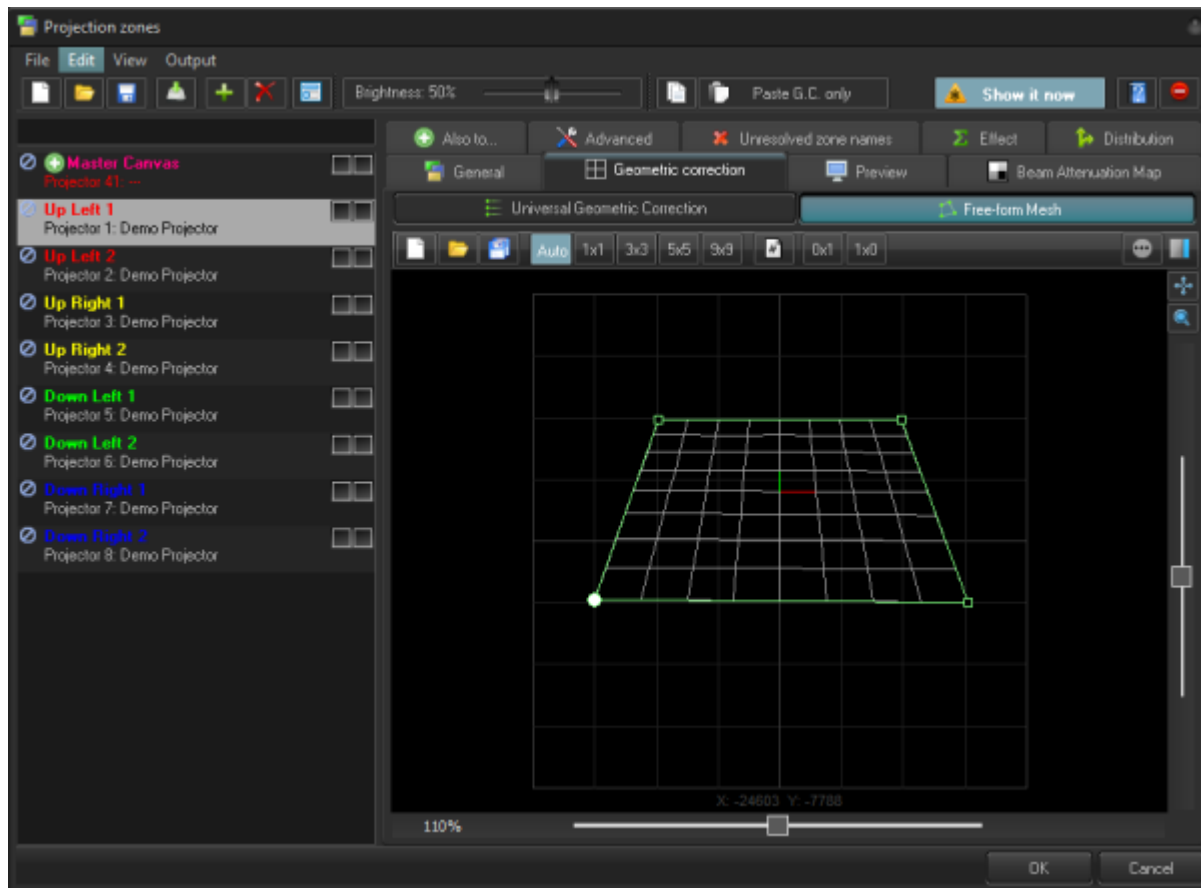 Projection zones
File Edit View Output
Brightness: 50%
Paste G.C. only
Show it now
Also to...
Advanced
Unresolved zone names
Effect
Distribution
Master Canvas
Projector 41: ---
General
Geometric correction
Preview
Beam Attenuation Map
Up Left 1
Projector 1: Demo Projector
Universal Geometric Correction
Free-form Mesh
Up Left 2
Projector 2: Demo Projector
Auto 1x1 3x3 5x5 9x9 # 0x1 1x0
Up Right 1
Projector 3: Demo Projector
Up Right 2
Projector 4: Demo Projector
Down Left 1
Projector 5: Demo Projector
Down Left 2
Projector 6: Demo Projector
Down Right 1
Projector 7: Demo Projector
Down Right 2
Projector 8: Demo Projector
X: -24603 Y: -7788
110%
OK
Cancel